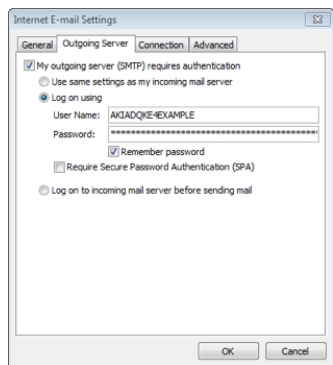 Internet E-mail Settings
General Outgoing Server Connection Advanced
My outgoing server (SMTP) requires authentication
Use same settings as my incoming mail server
Log on using
User Name: AKIADQKE4EXAMPLE
Password: ********************************************
Remember password
Require Secure Password Authentication (SPA)
Log on to incoming mail server before sending mail
OK Cancel